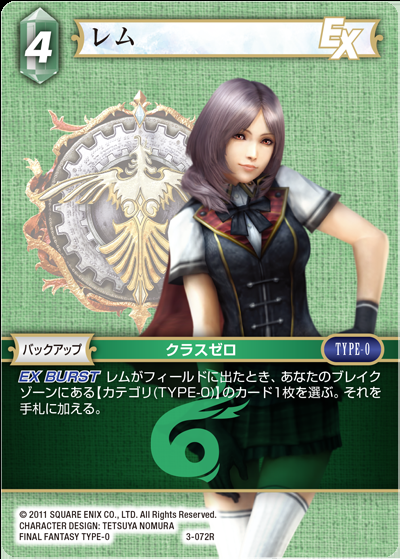 4
レム
EX
バックアップ
クラスゼロ
TYPE-0
EX BURST レムがフィールドに出たとき、あなたのブレイク
ゾーンにある【カテゴリ(TYPE-0)】のカード1枚を選ぶ。それを
手札に加える。
© 2011 SQUARE ENIX CO., LTD. All Rights Reserved.
CHARACTER DESIGN: TETSUYA NOMURA
FINAL FANTASY TYPE-0
3-072R